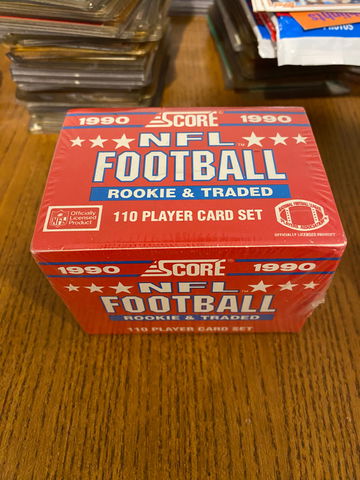 1990 SCORE 1990
NFL
FOOTBALL
ROOKIE & TRADED
110 PLAYER CARD SET
NFL
Officially
Licensed
Product
OFFICIALLY LICENSED PRODUCT
1990 SCORE 1990
NFL
FOOTBALL
ROOKIE & TRADED
110 PLAYER CARD SET